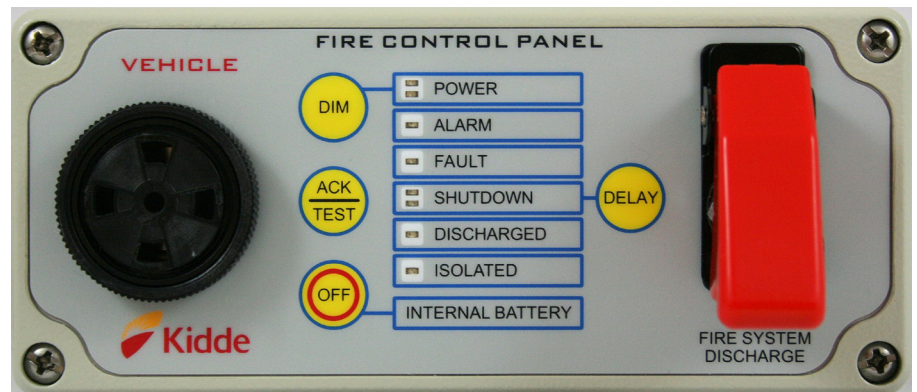 FIRE CONTROL PANEL
VEHICLE
DIM
POWER
ALARM
FAULT
ACK
TEST
SHUTDOWN
DELAY
DISCHARGED
ISOLATED
OFF
INTERNAL BATTERY
Kidde
FIRE SYSTEM
DISCHARGE